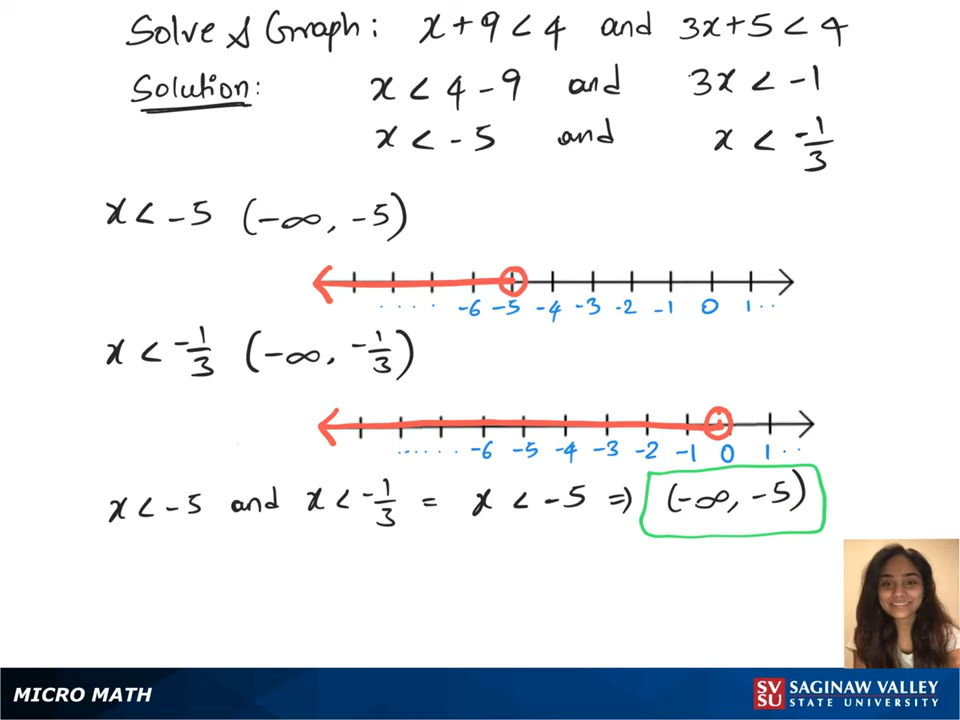 Solve & Graph: x + 9 < 4 and 3x + 5 < 4
Solution: x < 4 - 9 and 3x < -1
x < -5 and x < -1/3
x < -5 (-∞, -5)
. . . . -6 -5 -4 -3 -2 -1 0 1 ..
x < -1/3 (-∞, -1/3)
...... -6 -5 -4 -3 -2 -1 0 1 ..
x < -5 and x < -1/3 = x < -5 ⇒ (-∞, -5)
MICRO MATH
SV SU SAGINAW VALLEY
STATE UNIVERSITY